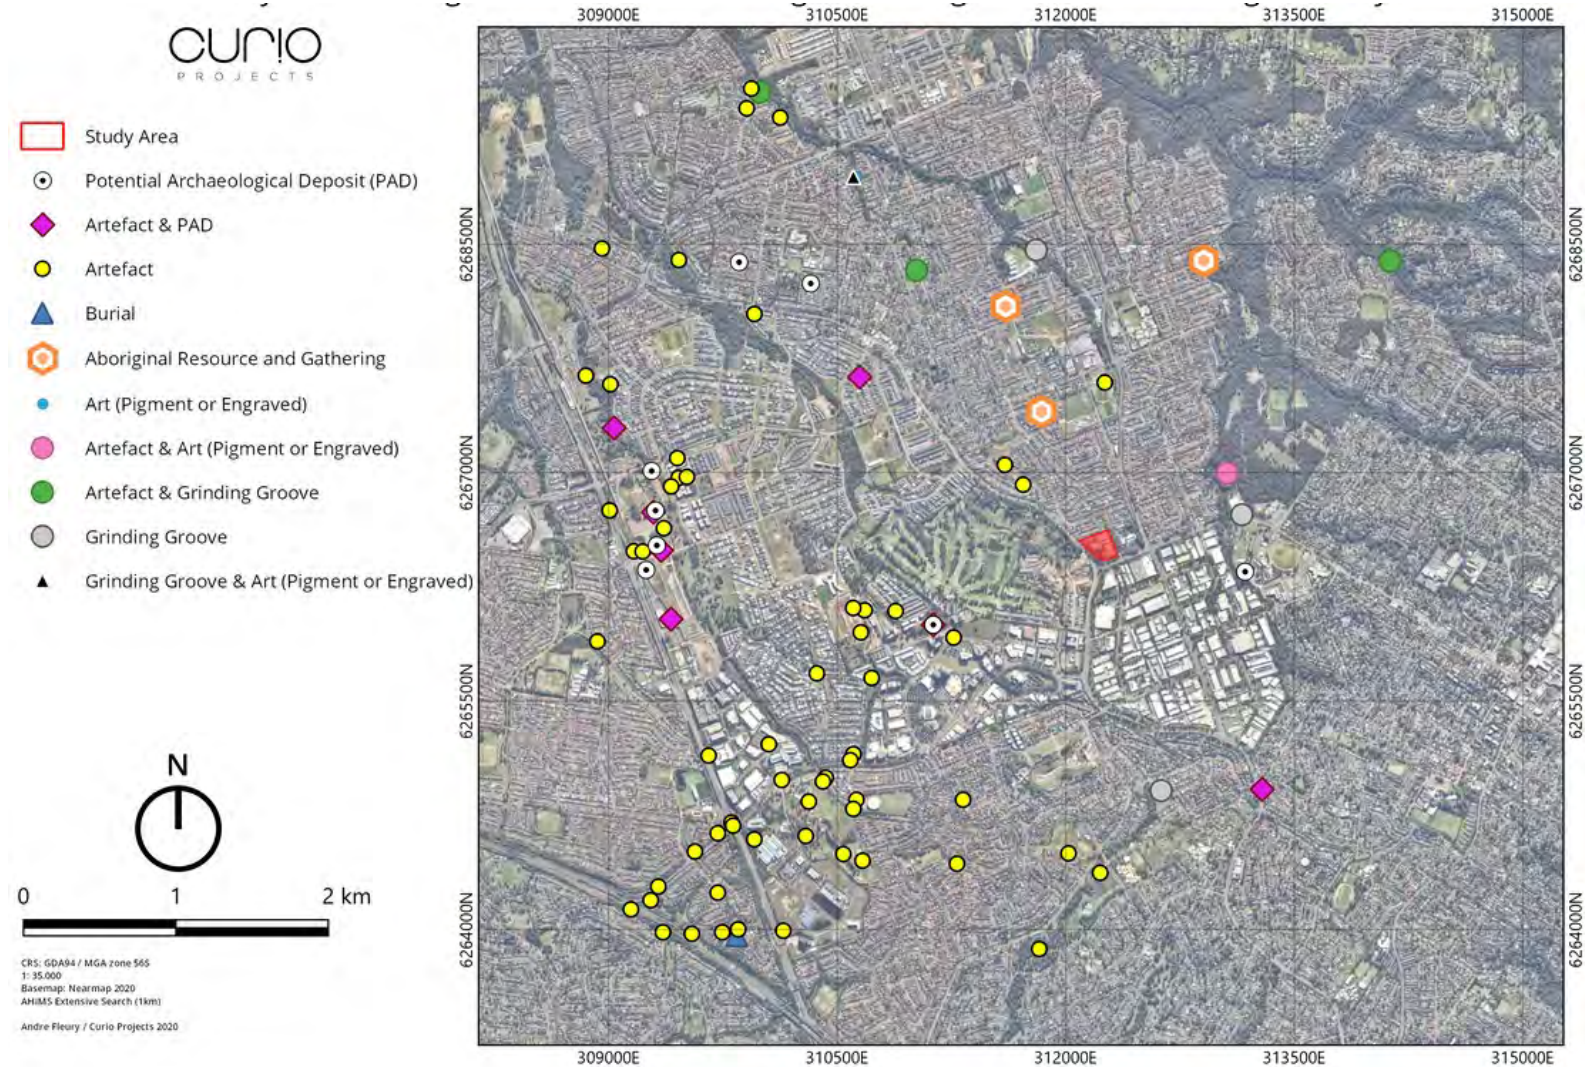 309000E
310500E
312000E
313500E
315000E
CURIO
PROJECTS
Study Area
Potential Archaeological Deposit (PAD)
Artefact & PAD
Artefact
Burial
Aboriginal Resource and Gathering
Art (Pigment or Engraved)
Artefact & Art (Pigment or Engraved)
Artefact & Grinding Groove
Grinding Groove
Grinding Groove & Art (Pigment or Engraved)
6268500N
6268500N
6267000N
6267000N
6265500N
6265500N
6264000N
6264000N
N
0 1 2 km
CRS: GDA94 / MGA zone 56S
1: 35.000
Basemap: Nearmap 2020
AHIMS Extensive Search (1km)
Andre Fleury / Curio Projects 2020
309000E
310500E
312000E
313500E
315000E